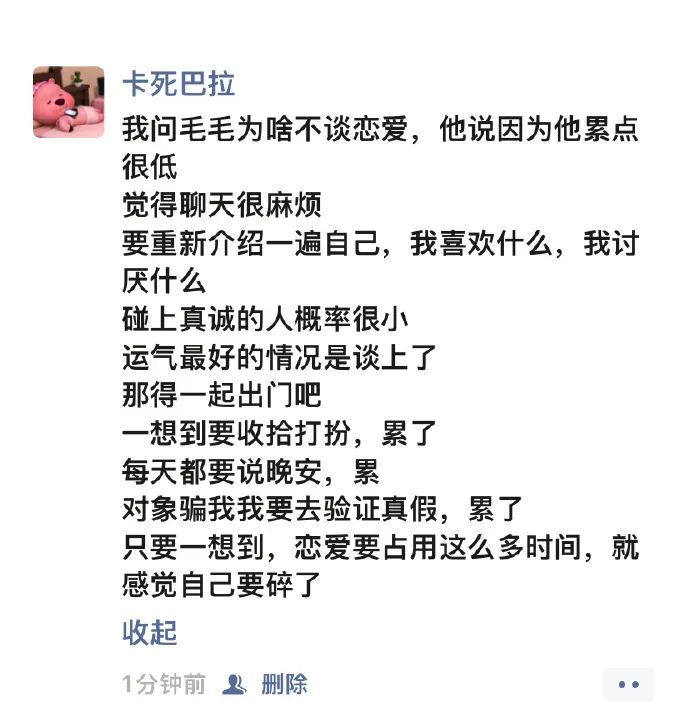 卡死巴拉
我问毛毛为啥不谈恋爱，他说因为他累点
很低
觉得聊天很麻烦
要重新介绍一遍自己，我喜欢什么，我讨
厌什么
碰上真诚的人概率很小
运气最好的情况是谈上了
那得一起出门吧
一想到要收拾打扮，累了
每天都要说晚安，累
对象骗我我要去验证真假，累了
只要一想到，恋爱要占用这么多时间，就
感觉自己要碎了
收起
1分钟前 删除